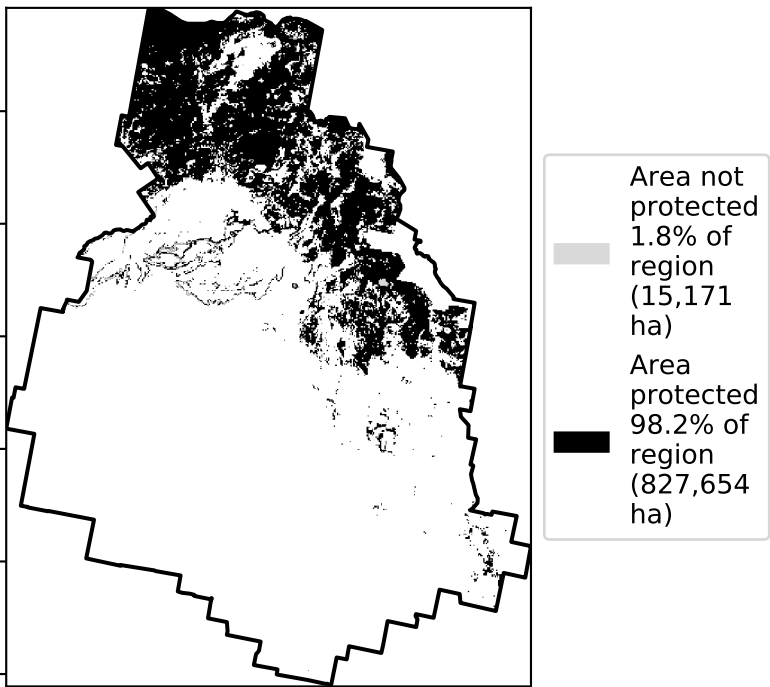 Area not
protected
1.8% of
region
(15,171
ha)
Area
protected
98.2% of
region
(827,654
ha)